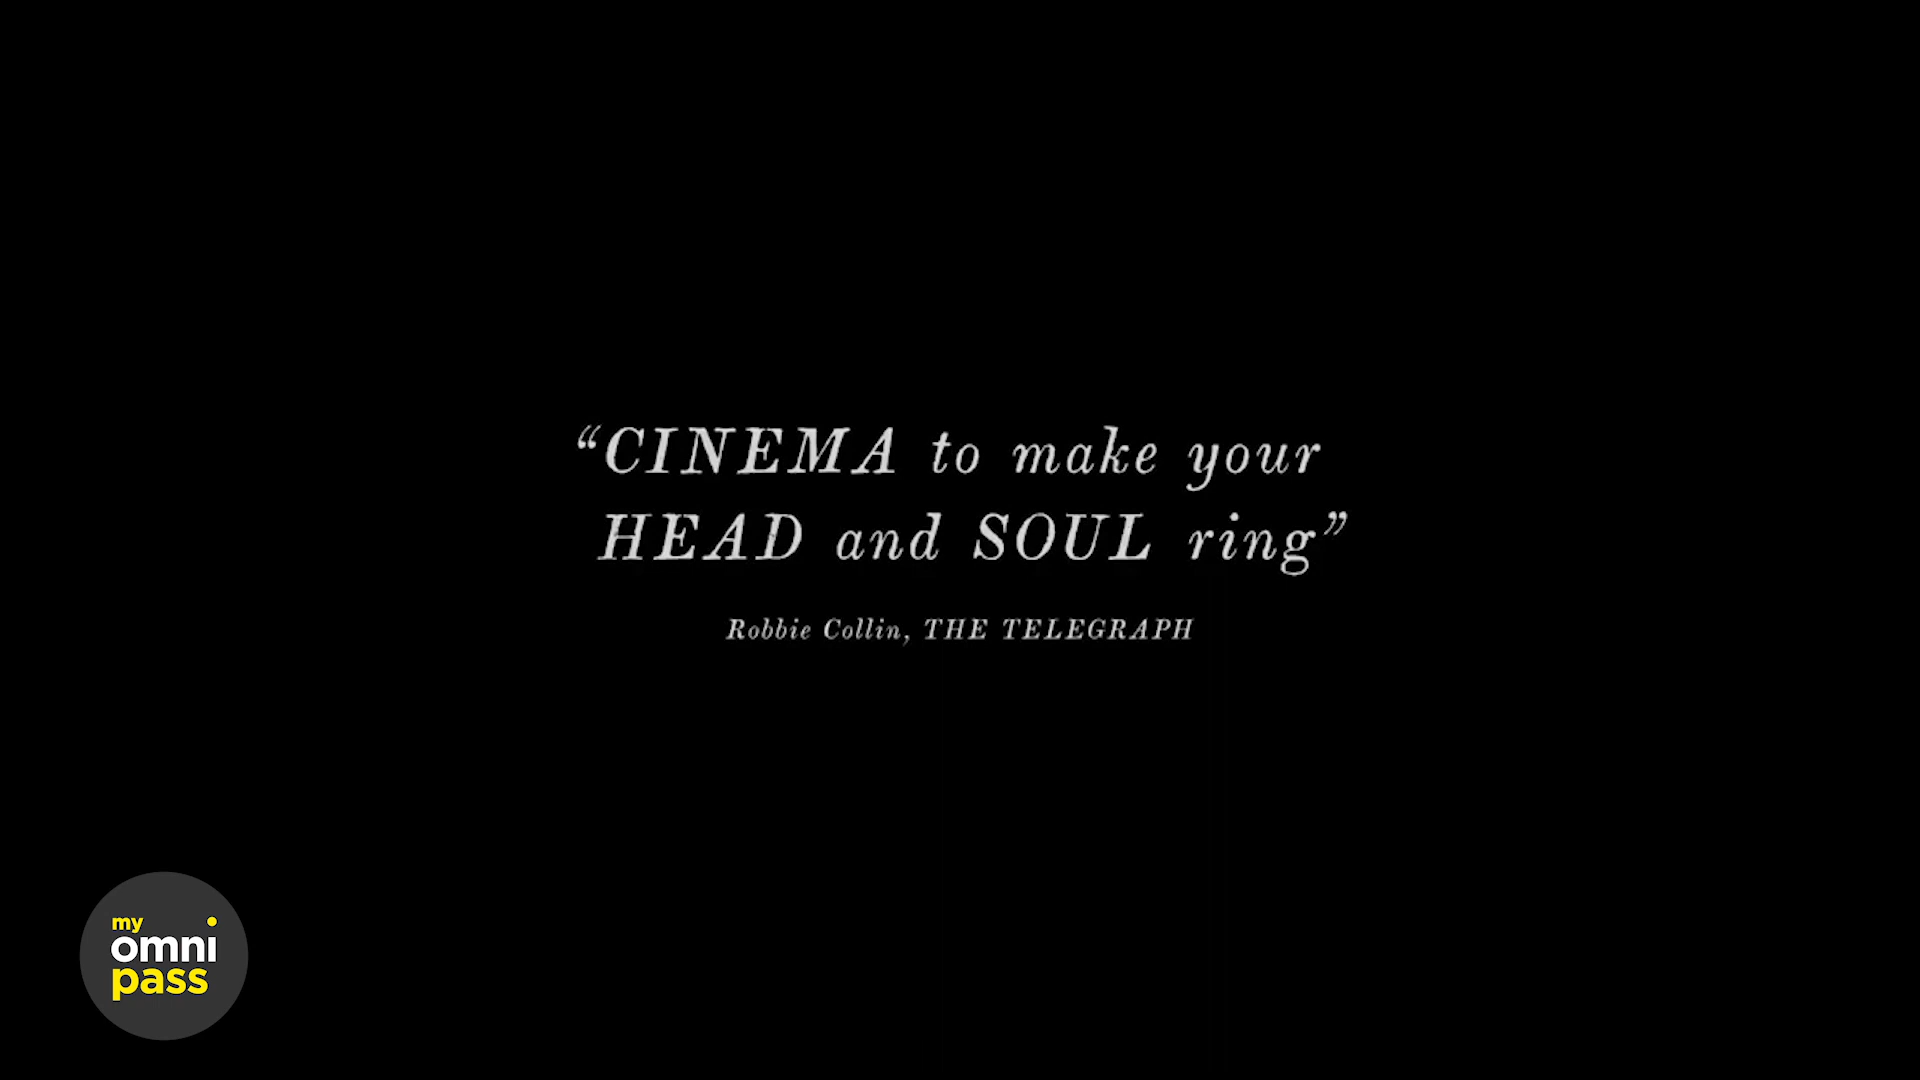 “CINEMA to make your
HEAD and SOUL ring”
Robbie Collin, THE TELEGRAPH
my
omni
pass